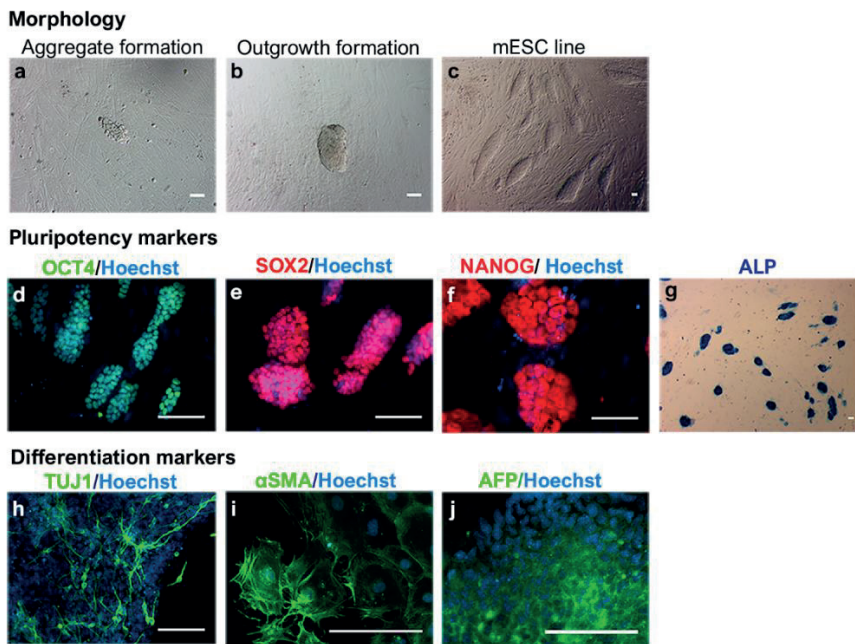 Morphology
Aggregate formation
Outgrowth formation
mESC line
a
b
c
Pluripotency markers
OCT4/Hoechst
SOX2/Hoechst
NANOG/ Hoechst
ALP
d
e
f
g
Differentiation markers
TUJ1/Hoechst
αSMA/Hoechst
AFP/Hoechst
h
i
j